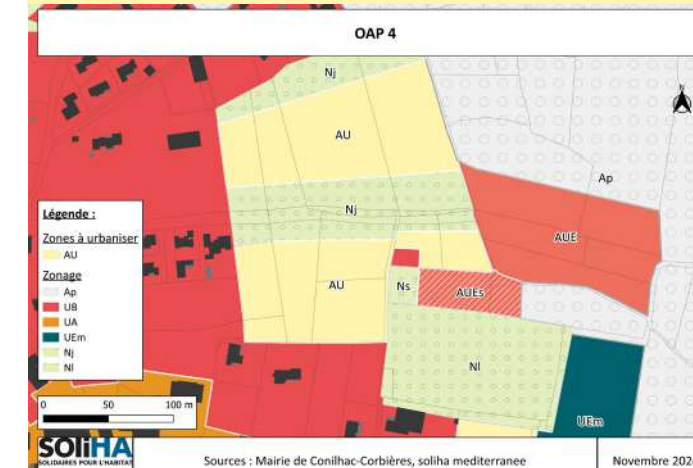 OAP 4
N
Nj
AU
Ap
Nj
AUE
AU
Ns
AUEs
Nl
UEm
Légende :
Zones à urbaniser
AU
Zonage
Ap
UB
UA
UEm
Nj
Nl
0 50 100 m
SOliHA
SOLIDAIRES POUR L'HABITAT
Sources : Mairie de Conilhac-Corbières, soliha mediterranee
Novembre 202